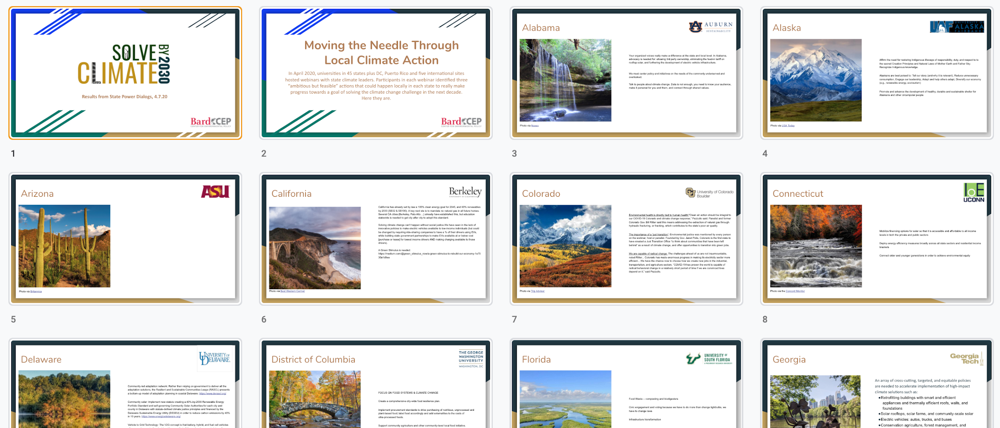 SOLVE
CLIMATE
BY 2030
Results from State Power Dialogs, 4.7.20
Bard CEP
CENTER FOR ENVIRONMENTAL POLICY
1
Moving the Needle Through
Local Climate Action
In April 2020, universities in 45 states plus DC, Puerto Rico and five international sites
hosted webinars with state climate leaders. Participants in each webinar identified three
“ambitious but feasible” actions that could happen locally in each state to really make
progress towards a goal of solving the climate change challenge in the next decade.
Here they are.
Bard CEP
CENTER FOR ENVIRONMENTAL POLICY
2
Alabama
AUBURN
SUSTAINABILITY
Your organized voices really make a difference at the state and local level. In Alabama,
advocacy is needed for: allowing 3rd party ownership, eliminating the feed-in tariff on
rooftop solar, and furthering the development of electric vehicle infrastructure.
We must center policy and initiatives on the needs of the commonly underserved and
overlooked.
Talk to people about climate change. Data is not enough, you need to know your audience,
make it personal for you and them, and connect through shared values.
Photo via Noxeo
3
Alaska
UAF UNIVERSITY OF
ALASKA
FAIRBANKS
Affirm the need for restoring Indigenous lifeways of responsibility, duty, and respect to to
the sacred Creation Principles and Natural Laws of Mother Earth and Father Sky.
Recognize Indigenous knowledge.
Alaskans are best poised to: Tell our story (and why it is relevant), Reduce unnecessary
consumption, Engage our leadership, Adapt and help others adapt, Diversify our economy
(e.g., renewable energy, ecotourism)
Promote and advance the development of healthy, durable and sustainable shelter for
Alaskans and other circumpolar people
Photo via USA Today
4
Arizona
ASU
Photo via Britannica
5
California
Berkeley
UNIVERSITY OF CALIFORNIA
California has already set by law a 100% clean energy goal for 2045, and 60% renewables
by 2030 (SB32 & SB100). A key next ste is to mandate no natural gas in all future homes.
Several CA cities (Berkeley, Palo Alto ...) already have established this, but education
statewide is needed to get city after city to adopt this standard.
Solving climate change can't happen without social justice.We have seen in the lack of
innovative policies to make electric vehicles available to low-income individuals (but could
be changed by requiring ride-sharing companies to have a % of their drivers using EVs,
while building state government partnerships to make EVs available at or below cost
[purchase or lease] for lowest income drivers AND making charging available to those
drivers).
A Green Stimulus is needed:
https://medium.com/@green_stimulus_now/a-green-stimulus-to-rebuild-our-economy-1e70
30a1d9ee
Photo via Best Western Carmel
6
Colorado
University of Colorado
Boulder
Environmental health is directly tied to human health:"Clean air action should be integral to
our COVID-19 Colorado and climate change response," Pezzullo said. Panelist and former
Colorado Gov. Bill Ritter said this means addressing the extraction of natural gas through
hydraulic fracturing, or fracking, which contributes to the state's poor air quality.
The importance of a 'just transition': Environmental justice was mentioned by every person
on the webinar, host or panelist. Founded by Gov. Jared Polis, Colorado is the first state to
have created a Just Transition Office "to think about communities that have been left
behind" as a result of climate change, and offer opportunities to transition into green jobs.
We are capable of radical change: The challenges ahead of us are not insurmountable,
noted Ritter... Colorado has made enormous progress in making its electricity sector more
efficient... We have the chance now to choose how we create new jobs in the industrial,
transportation, and agriculture sectors. "COVID-19 has proven the world is capable of
radical behavioral change in a relatively short period of time if we are convinced lives
depend on it," said Pezzullo.
Photo via Trip Advisor
7
Connecticut
IoE
UCONN
Mobilize financing options for solar so that it is accessible and affordable to all income
levels in both the private and public sectors
Deploy energy efficiency measures broadly across all state sectors and residential income
brackets
Connect older and younger generations in order to achieve environmental equity
Photo via the Concord Monitor
8
Delaware
UNIVERSITY OF
DELAWARE.
Community-led adaptation network: Rather than relying on government to deliver all the
adaptation solutions, the Resilient and Sustainable Communities Leage (RASCL) presents
a bottom-up model of adaptation planning in coastal Delaware: https://www.derascl.org/
Community solar: Implement new statute creating a 40%-by-2030 Renewable Energy
Portfolio Standard and self-governing Community Solar Authorities for each city and
county in Delaware with statute-defined climate justice principles and financed by the
Delaware Sustainable Energy Utility (DESEU) in order to reduce carbon emissions by 40%
in 10 years. https://www.energizedelaware.org/
Vehicle to Grid Technology: The V2G concept is that battery, hybrid, and fuel cell vehicles
District of Columbia
THE GEORGE
WASHINGTON
UNIVERSITY
WASHINGTON, DC
FOCUS ON FOOD SYSTEMS & CLIMATE CHANGE
Create a comprehensive city-wide food resilience plan.
Implement procurement standards to drive purchasing of nutritious, unprocessed and
plant-based food; label food accordingly and add externalities to the costs of
ultra-processed foods.
Support community agriculture and other community-level local food initiative.
Florida
UNIVERSITY OF
SOUTH FLORIDA
Food Waste -- composting and biodigesters
Civic engagement and voting because we have to do more than change lightbulbs, we
have to change laws
Infrastructure transformation
Georgia
Georgia
Tech
An array of cross-cutting, targeted, and equitable policies
are needed to accelerate implementation of high-impact
climate solutions such as:
●Retrofitting buildings with smart and efficient
appliances and thermally efficient roofs, walls, and
foundations
●Solar rooftops, solar farms, and community-scale solar
●Electric vehicles: autos, trucks, and buses
●Conservation agriculture, forest management, and